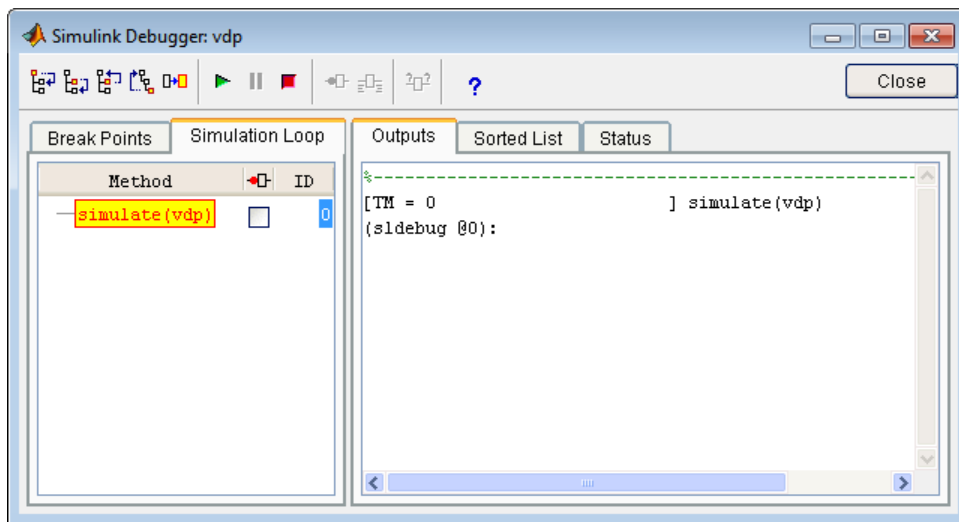 Simulink Debugger: vdp
?
Close
Break Points
Simulation Loop
Outputs
Sorted List
Status
Method
ID
simulate(vdp)
0
%----------------------------------------------------------------
[TM = 0                             ] simulate(vdp)
(sldebug @0):